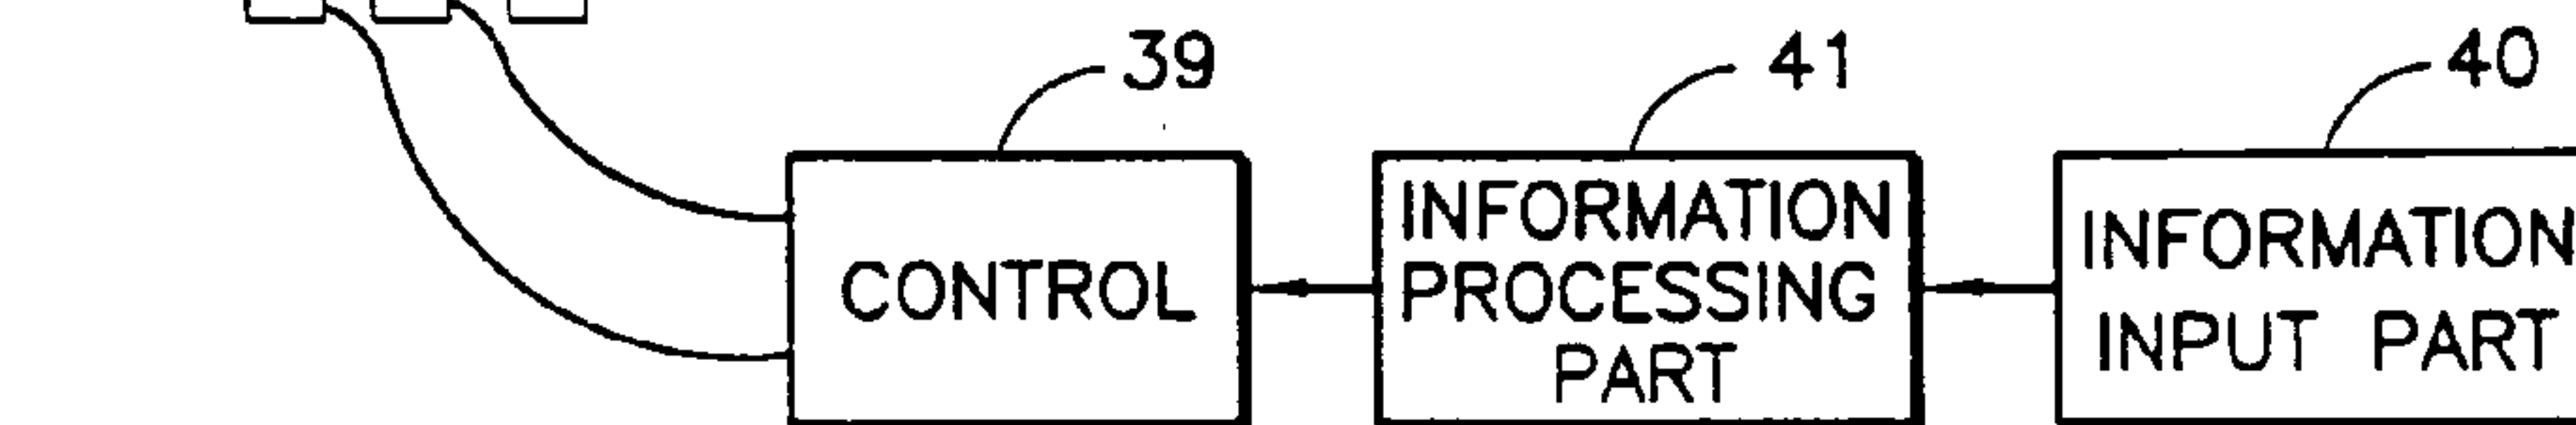 39
41
40
CONTROL
INFORMATION
PROCESSING
PART
INFORMATION
INPUT PART